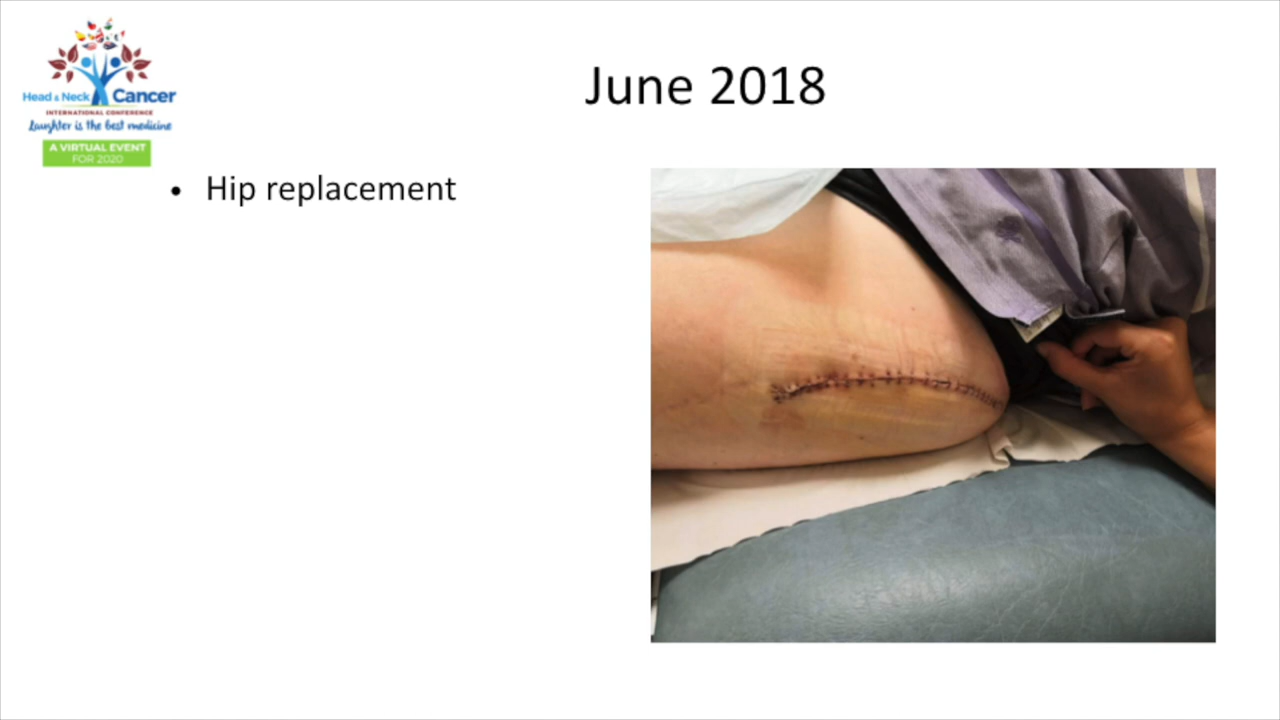 Head & Neck Cancer
INTERNATIONAL CONFERENCE
Laughter is the best medicine
A VIRTUAL EVENT
FOR 2020
June 2018
• Hip replacement